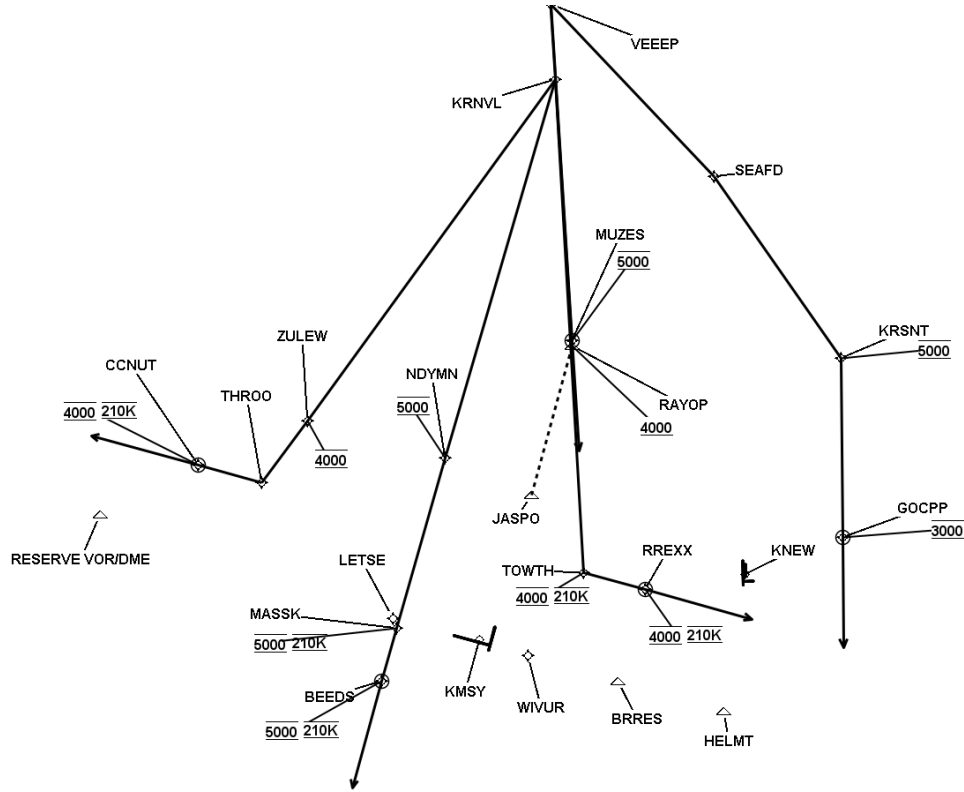 VEEEP
KRNVL
SEAFD
MUZES
5000
ZULEW
KRSNT
5000
CCNUT
NDYMN
THROO
RAYOP
4000 210K
5000
4000
4000
JASPO
GOCPP
RESERVE VOR/DME
3000
LETSE
TOWTH
RREXX
KNEW
4000 210K
MASSK
5000 210K
4000 210K
BEEDS
KMSY
WIVUR
BRRES
5000 210K
HELMT